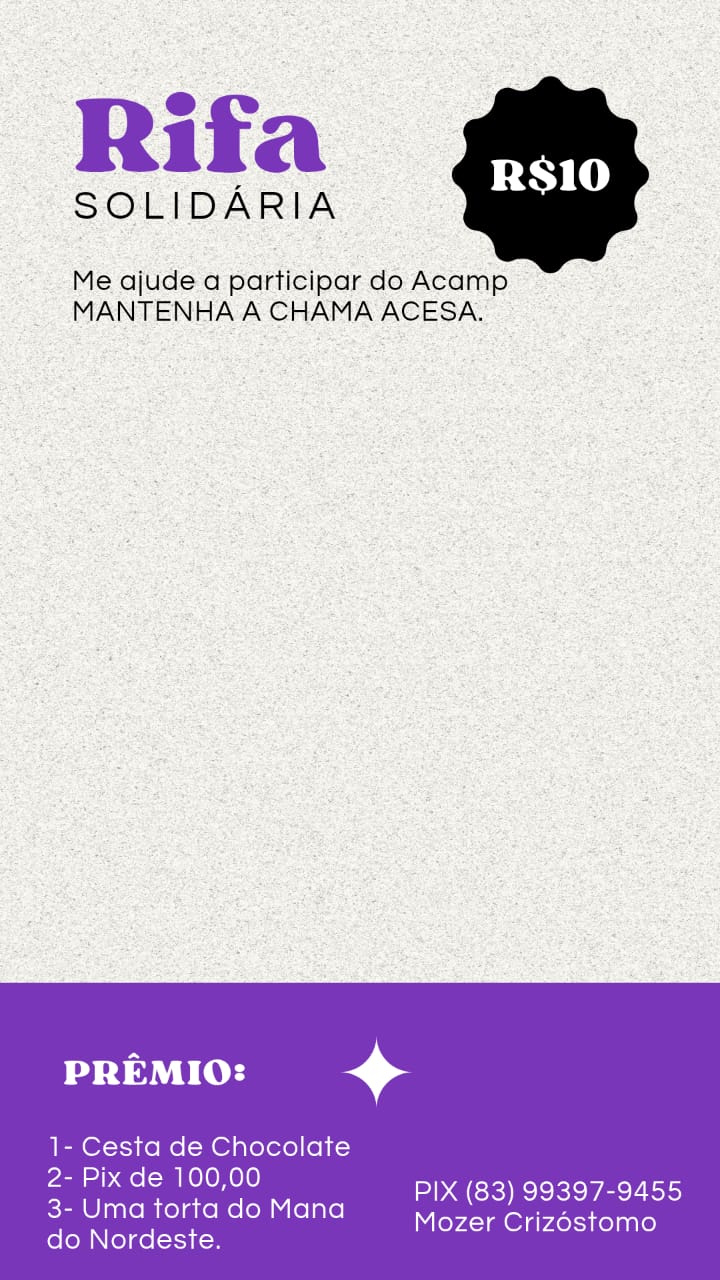 Rifa
SOLIDÁRIA
R$10
Me ajude a participar do Acamp
MANTENHA A CHAMA ACESA.
PRÊMIO:
1- Cesta de Chocolate
2- Pix de 100,00
3- Uma torta do Mana
do Nordeste.
PIX (83) 99397-9455
Mozer Crizóstomo